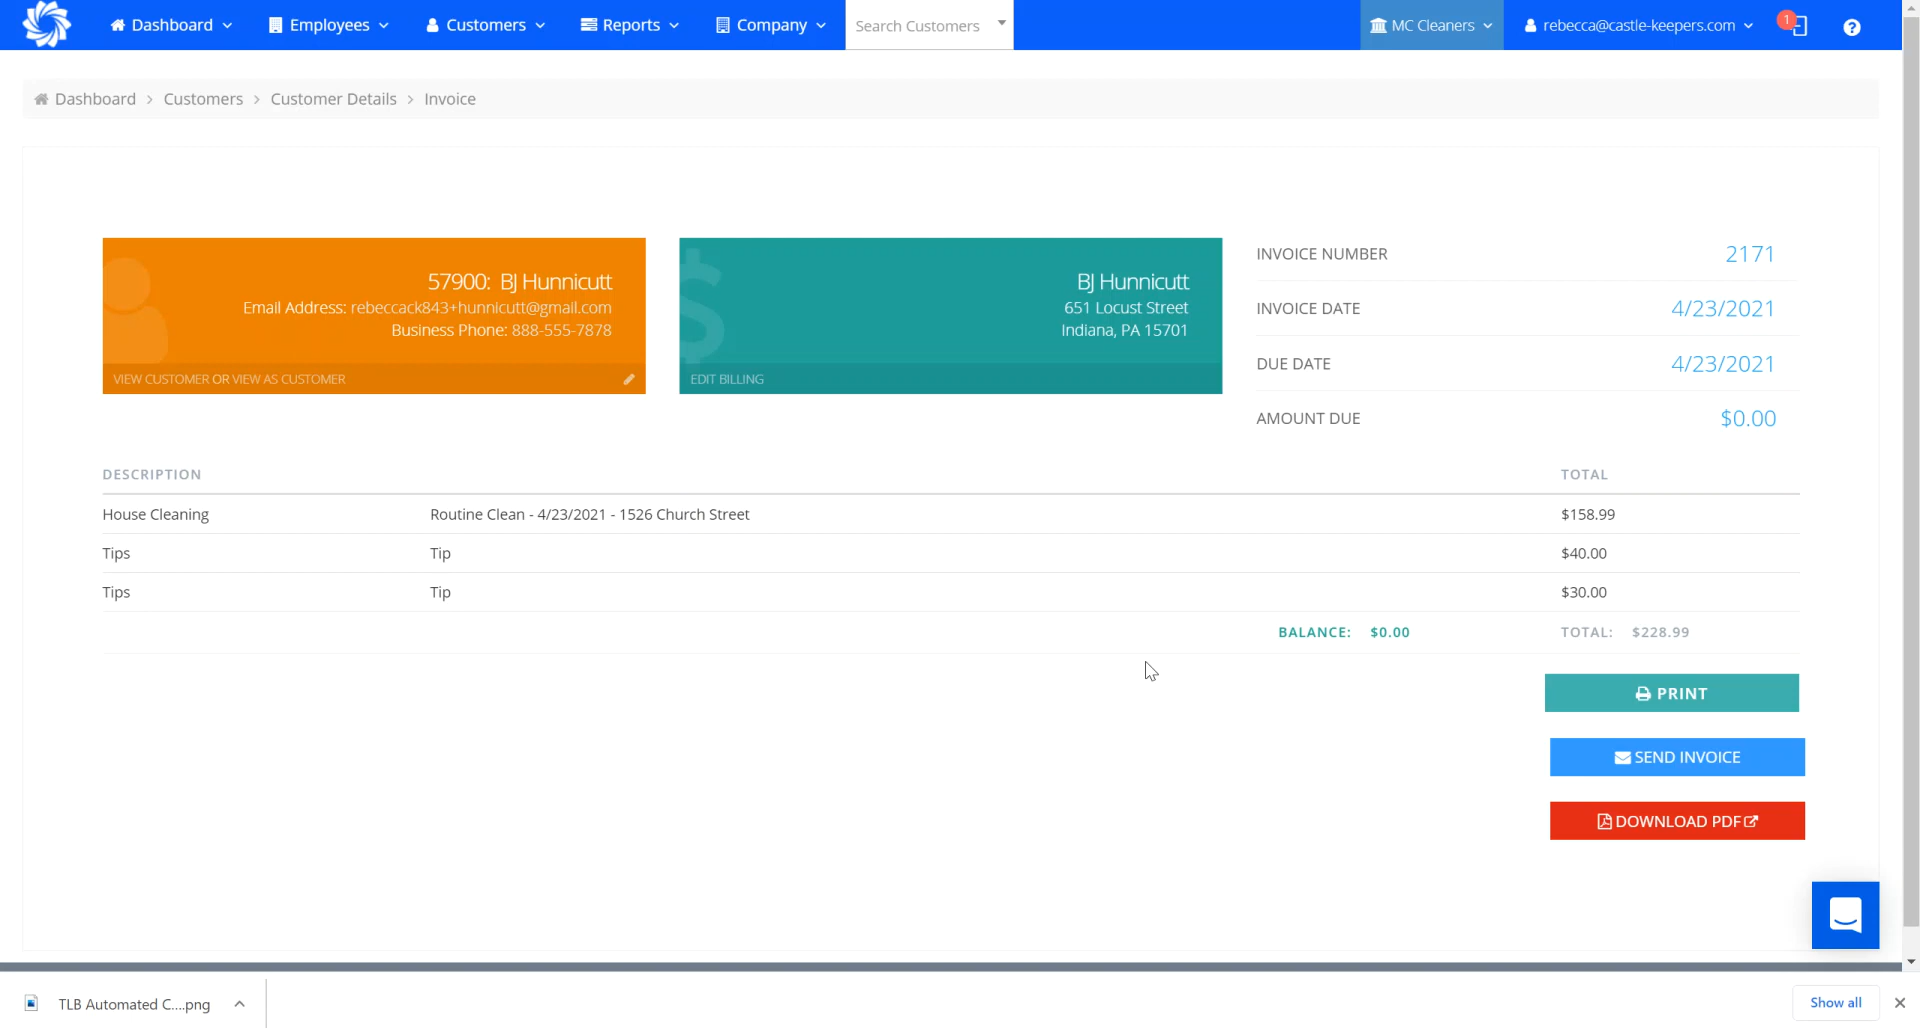 Dashboard Employees Customers Reports Company Search Customers MC Cleaners rebecca@castle-keepers.com 1 ?
Dashboard > Customers > Customer Details > Invoice
57900: BJ Hunnicutt
Email Address: rebeccack843+hunnicutt@gmail.com
Business Phone: 888-555-7878
VIEW CUSTOMER OR VIEW AS CUSTOMER
$
BJ Hunnicutt
651 Locust Street
Indiana, PA 15701
EDIT BILLING
INVOICE NUMBER 2171
INVOICE DATE 4/23/2021
DUE DATE 4/23/2021
AMOUNT DUE $0.00
DESCRIPTION TOTAL
House Cleaning Routine Clean - 4/23/2021 - 1526 Church Street $158.99
Tips Tip $40.00
Tips Tip $30.00
BALANCE: $0.00 TOTAL: $228.99
PRINT
SEND INVOICE
DOWNLOAD PDF
TLB Automated C....png Show all